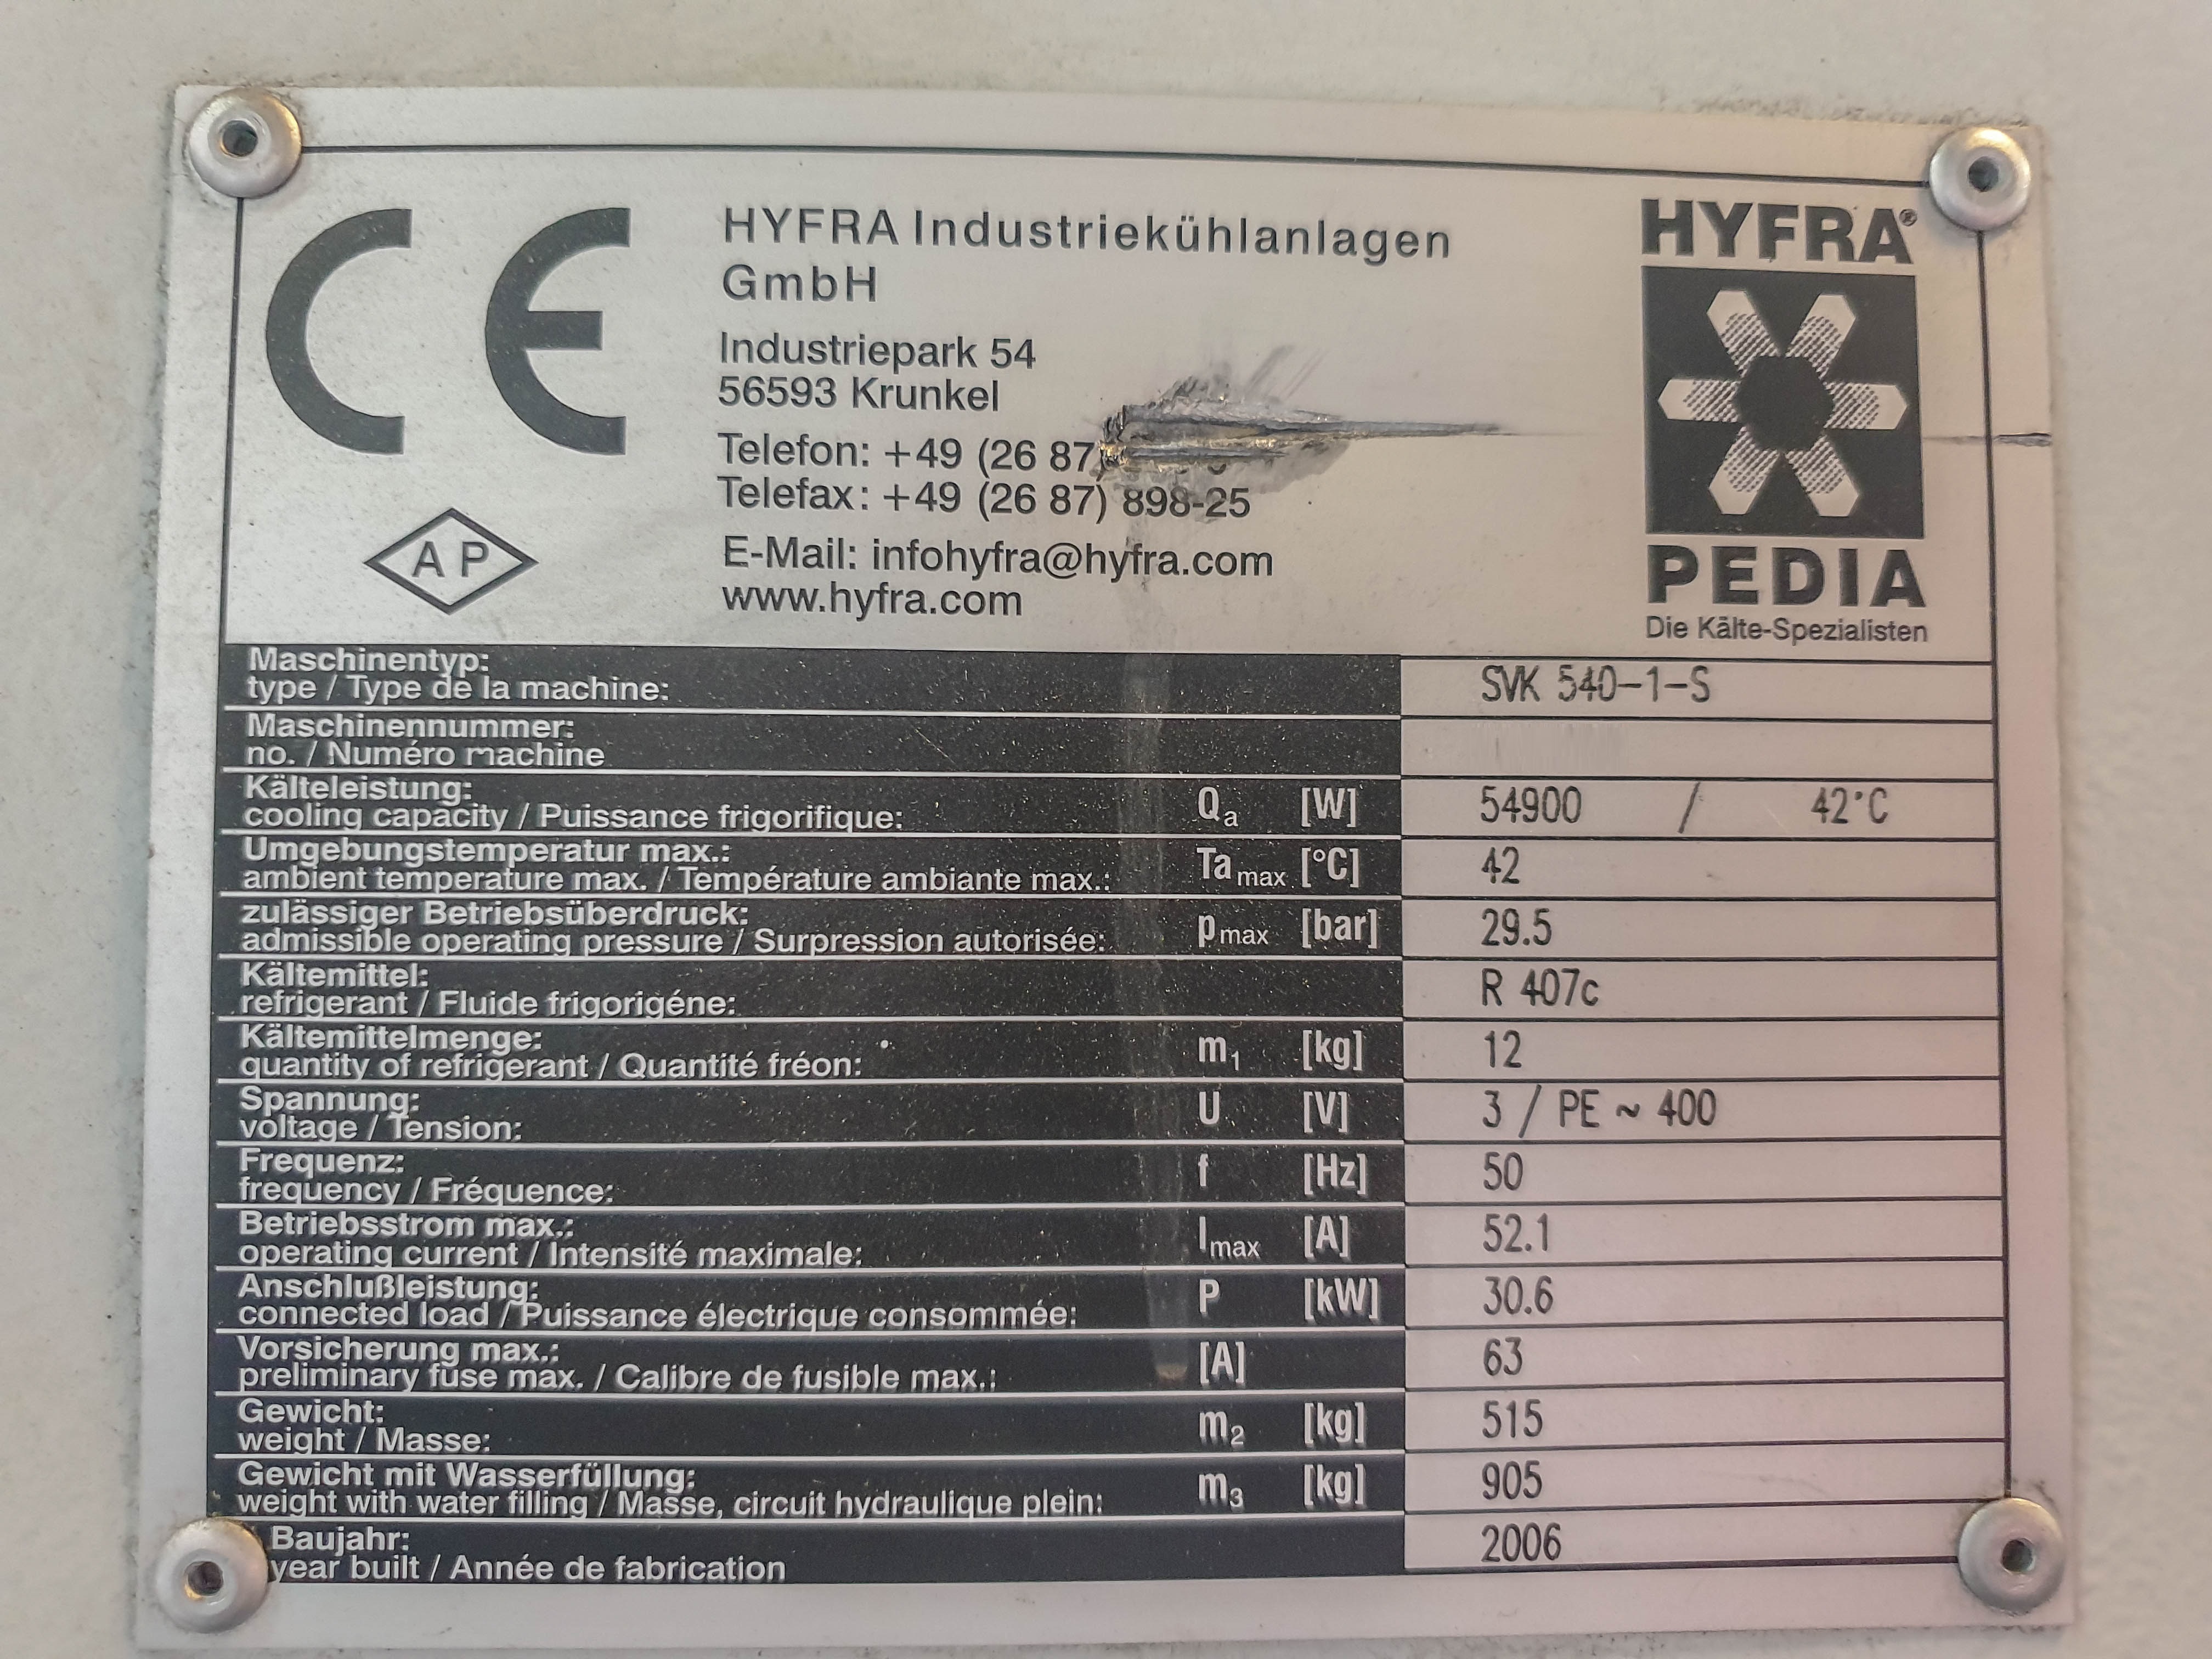 HYFRA Industriekühlanlagen
GmbH
Industriepark 54
56593 Krunkel
Telefon: +49 (26 87
Telefax: +49 (26 87) 898-25
E-Mail: infohyfra@hyfra.com
www.hyfra.com
CE
AP
HYFRA®
PEDIA
Die Kälte-Spezialisten
Maschinentyp:
type / Type de la machine: SVK 540-1-S
Maschinennummer:
no. / Numéro machine
Kälteleistung:
cooling capacity / Puissance frigorifique: Qa [W] 54900 / 42°C
Umgebungstemperatur max.:
ambient temperature max. / Température ambiante max.: Ta max. [°C] 42
zulässiger Betriebsüberdruck:
admissible operating pressure / Surpression autorisée: pmax [bar] 29.5
Kältemittel:
refrigerant / Fluide frigorigéne: R 407c
Kältemittelmenge:
quantity of refrigerant / Quantité fréon: m1 [kg] 12
Spannung:
voltage / Tension: U [V] 3 / PE ~ 400
Frequenz:
frequency / Fréquence: f [Hz] 50
Betriebsstrom max.:
operating current / Intensité maximale: Imax [A] 52.1
Anschlußleistung:
connected load / Puissance électrique consommée: P [kW] 30.6
Vorsicherung max.:
preliminary fuse max. / Calibre de fusible max.: [A] 63
Gewicht:
weight / Masse: m2 [kg] 515
Gewicht mit Wasserfüllung:
weight with water filling / Masse, circuit hydraulique plein: m3 [kg] 905
Baujahr:
year built / Année de fabrication 2006